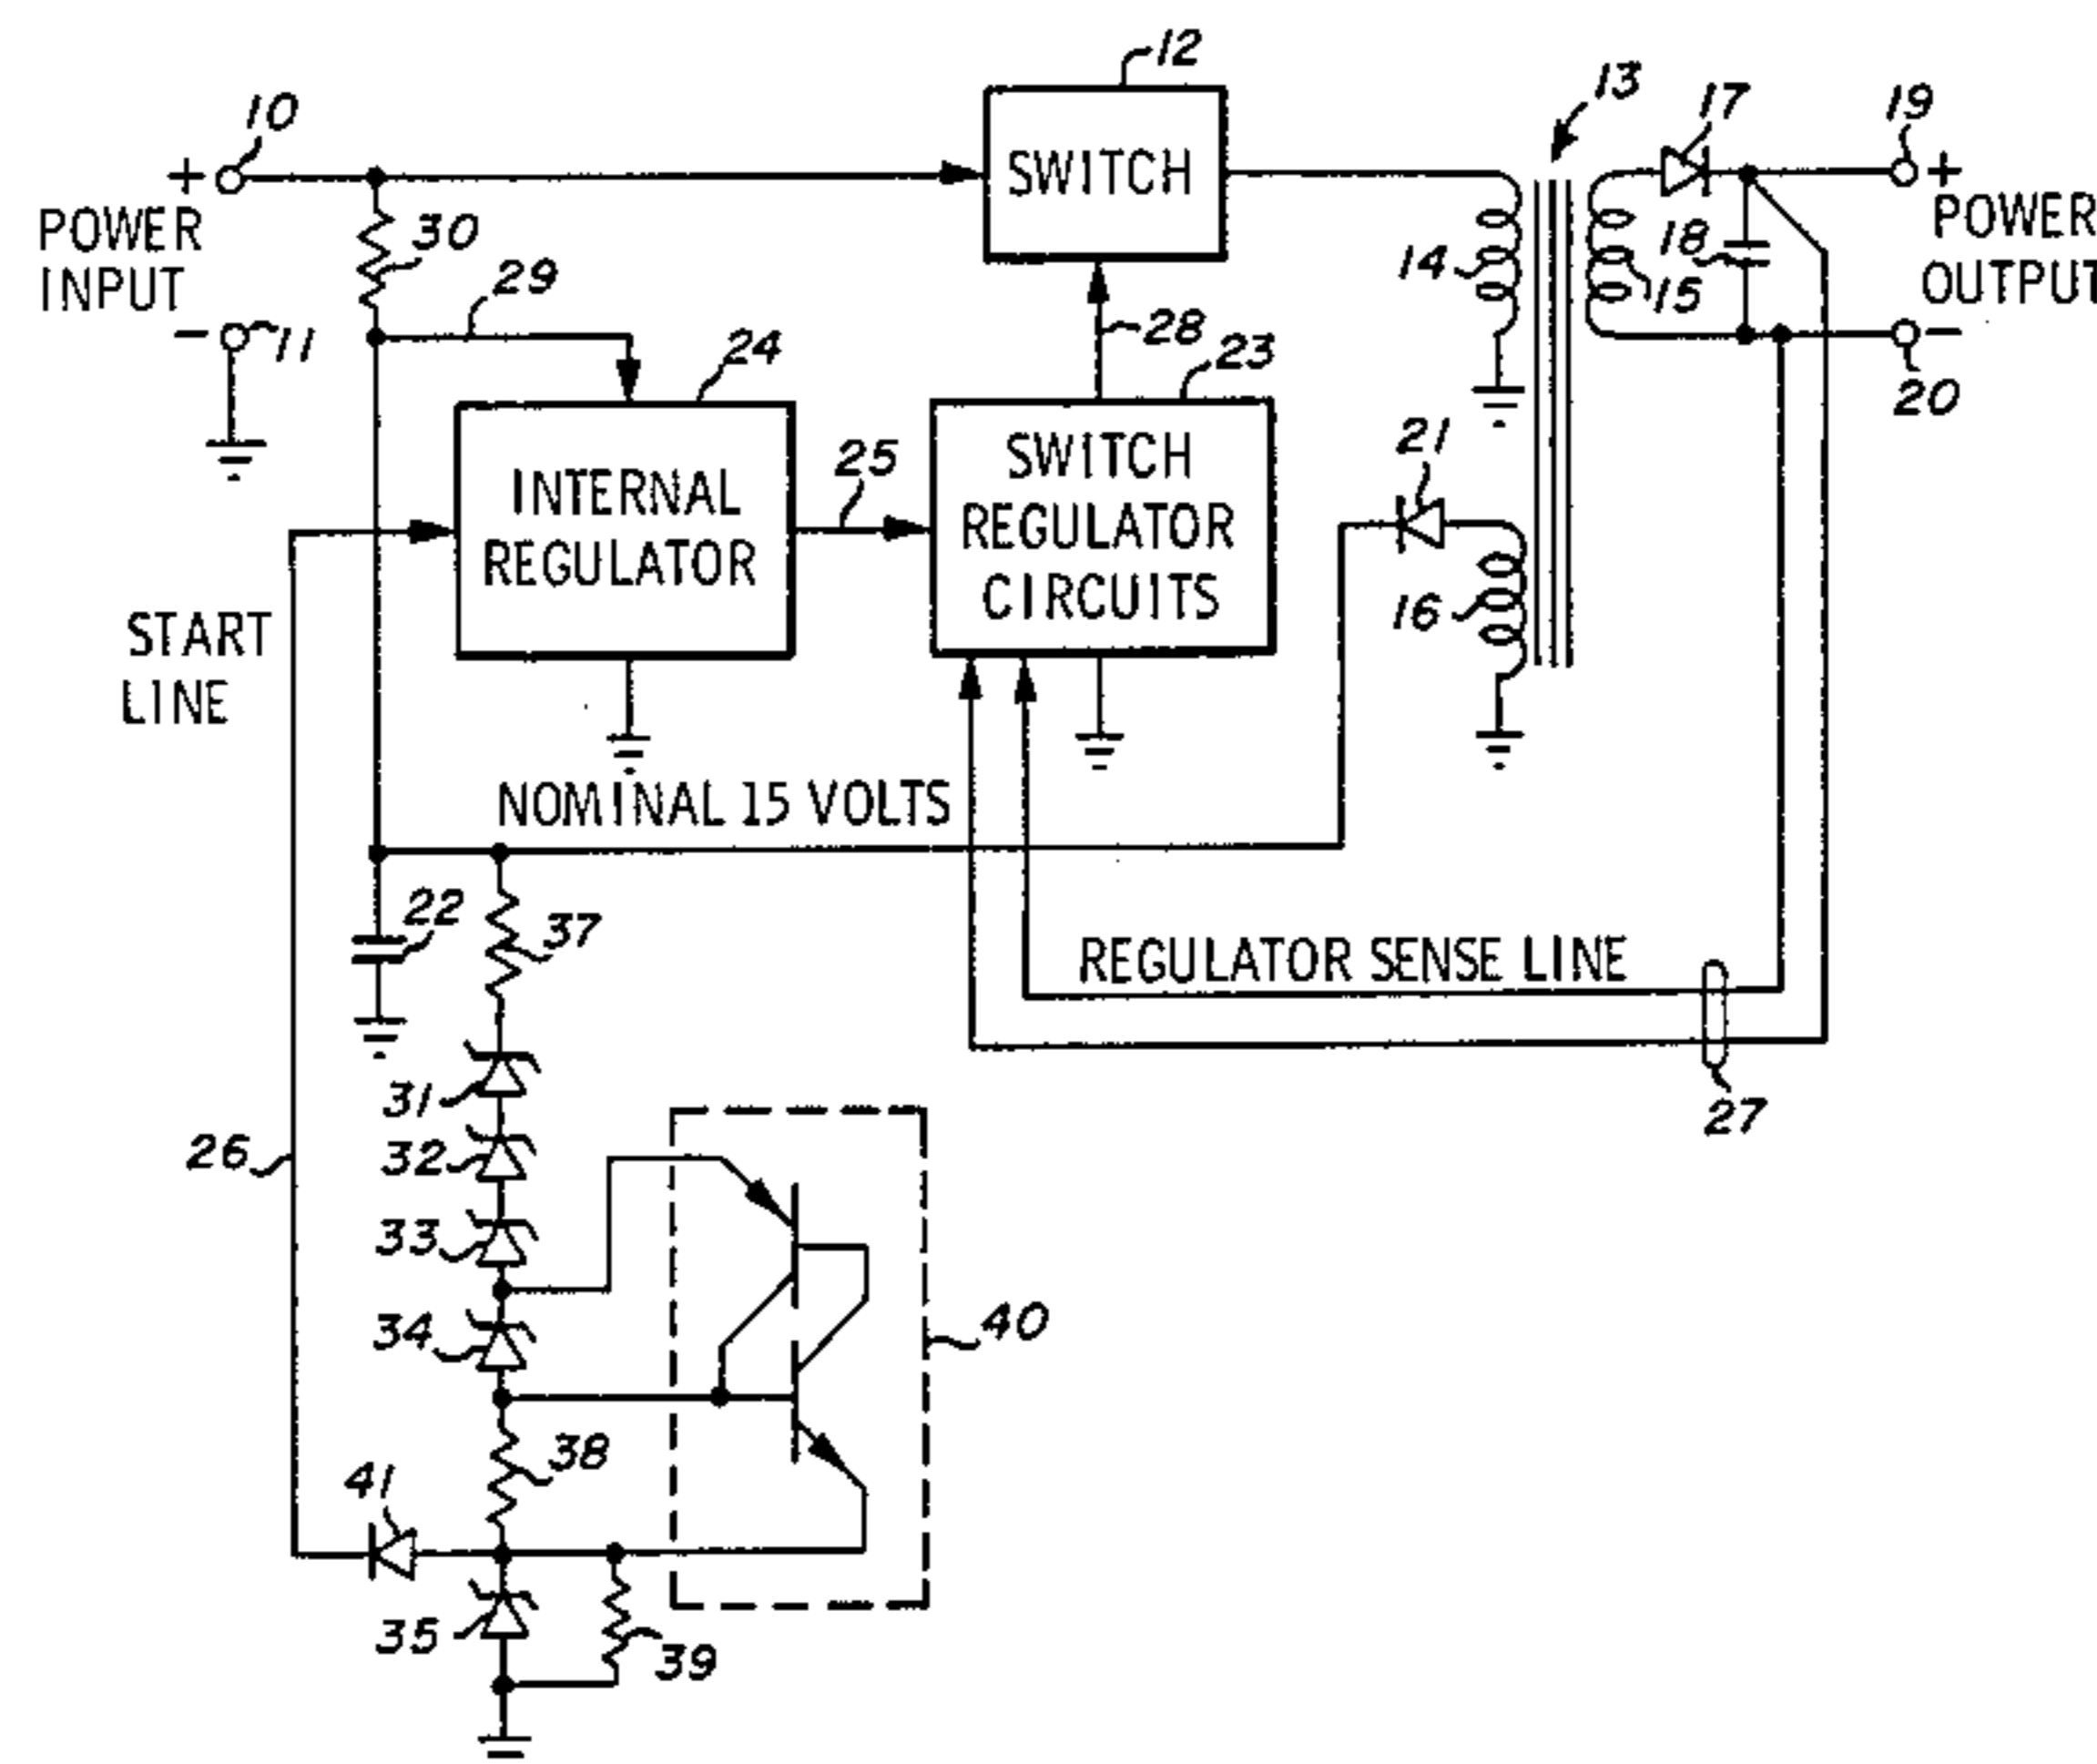 12
13
17
19
10
+
SWITCH
+
POWER
INPUT
30
14
18
15
POWER
OUTPUT
29
-
11
24
28
23
-
20
21
INTERNAL
REGULATOR
25
SWITCH
REGULATOR
CIRCUITS
16
START
LINE
NOMINAL 15 VOLTS
22
37
REGULATOR SENSE LINE
27
31
26
32
33
34
40
38
41
35
39